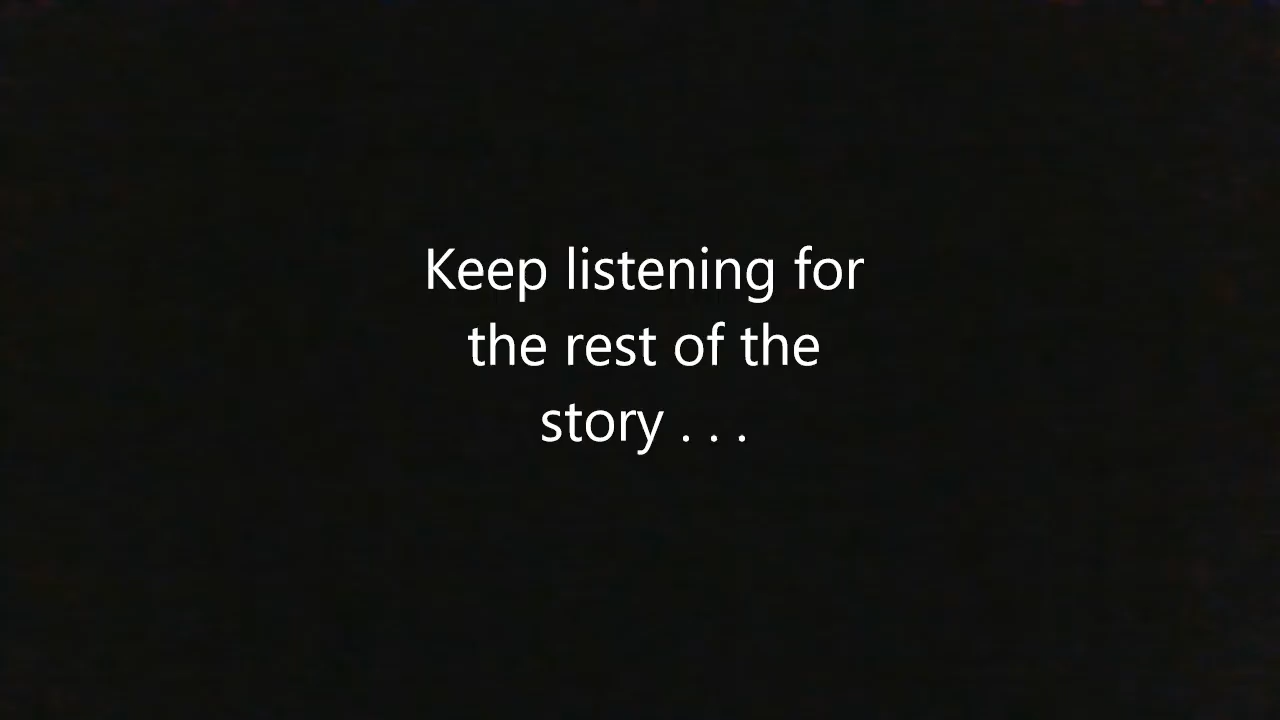 Keep listening for
the rest of the
story . . .